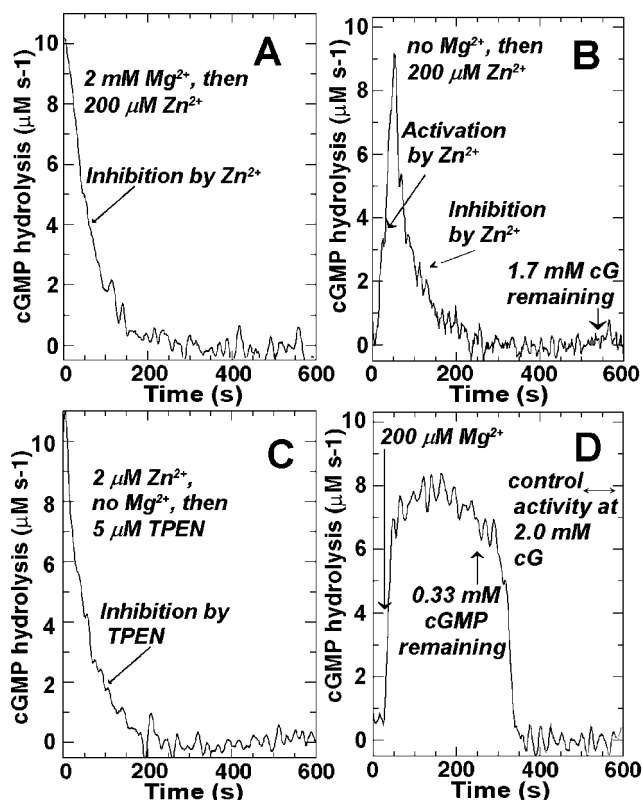 A
2 mM Mg²⁺, then
200 µM Zn²⁺
Inhibition by Zn²⁺
cGMP hydrolysis (µM s-1)
10
8
6
4
2
0
0 200 400 600
Time (s)
B
no Mg²⁺, then
200 µM Zn²⁺
Activation
by Zn²⁺
Inhibition
by Zn²⁺
1.7 mM cG
remaining
cGMP hydrolysis (µM s-1)
10
8
6
4
2
0
0 200 400 600
Time (s)
C
2 µM Zn²⁺,
no Mg²⁺, then
5 µM TPEN
Inhibition by
TPEN
cGMP hydrolysis (µM s-1)
10
8
6
4
2
0
0 200 400 600
Time (s)
D
200 µM Mg²⁺
control
activity at
2.0 mM
cG
0.33 mM
cGMP
remaining
cGMP hydrolysis (µM s-1)
10
8
6
4
2
0
0 200 400 600
Time (s)